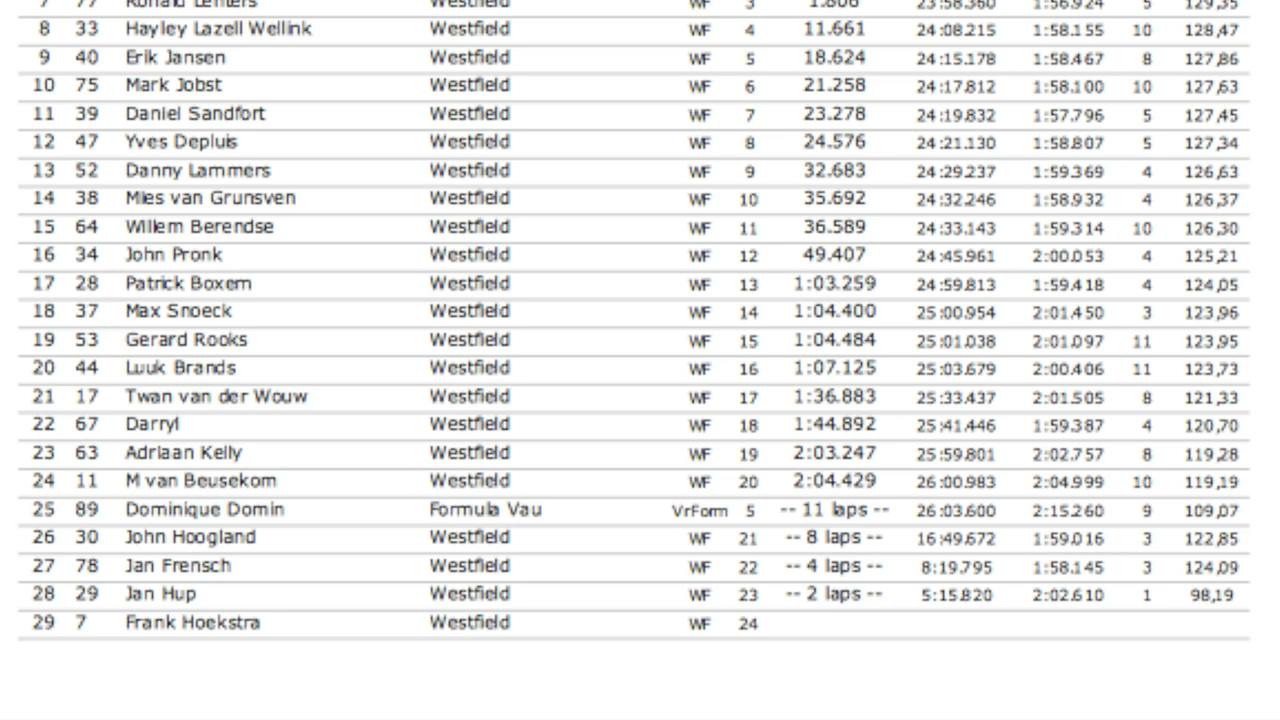 7 77 Ronald Lenters Westfield WF 3 1.606 23:58.360 1:56.924 5 129,35
8 33 Hayley Lazell Wellink Westfield WF 4 11.661 24:08.215 1:58.155 10 128,47
9 40 Erik Jansen Westfield WF 5 18.624 24:15.178 1:58.467 8 127,86
10 75 Mark Jobst Westfield WF 6 21.258 24:17.812 1:58.100 10 127,63
11 39 Daniel Sandfort Westfield WF 7 23.278 24:19.832 1:57.796 5 127,45
12 47 Yves Depluis Westfield WF 8 24.576 24:21.130 1:58.807 5 127,34
13 52 Danny Lammers Westfield WF 9 32.683 24:29.237 1:59.369 4 126,63
14 38 Mies van Grunsven Westfield WF 10 35.692 24:32.246 1:58.932 4 126,37
15 64 Willem Berendse Westfield WF 11 36.589 24:33.143 1:59.314 10 126,30
16 34 John Pronk Westfield WF 12 49.407 24:45.961 2:00.053 4 125,21
17 28 Patrick Boxem Westfield WF 13 1:03.259 24:59.813 1:59.418 4 124,05
18 37 Max Snoeck Westfield WF 14 1:04.400 25:00.954 2:01.450 3 123,96
19 53 Gerard Rooks Westfield WF 15 1:04.484 25:01.038 2:01.097 11 123,95
20 44 Luuk Brands Westfield WF 16 1:07.125 25:03.679 2:00.406 11 123,73
21 17 Twan van der Wouw Westfield WF 17 1:36.883 25:33.437 2:01.505 8 121,33
22 67 Darryl Westfield WF 18 1:44.892 25:41.446 1:59.387 4 120,70
23 63 Adriaan Kelly Westfield WF 19 2:03.247 25:59.801 2:02.757 8 119,28
24 11 M van Beusekom Westfield WF 20 2:04.429 26:00.983 2:04.999 10 119,19
25 89 Dominique Domin Formula Vau VrForm 5 -- 11 laps -- 26:03.600 2:15.260 9 109,07
26 30 John Hoogland Westfield WF 21 -- 8 laps -- 16:49.672 1:59.016 3 122,85
27 78 Jan Frensch Westfield WF 22 -- 4 laps -- 8:19.795 1:58.145 3 124,09
28 29 Jan Hup Westfield WF 23 -- 2 laps -- 5:15.820 2:02.610 1 98,19
29 7 Frank Hoekstra Westfield WF 24